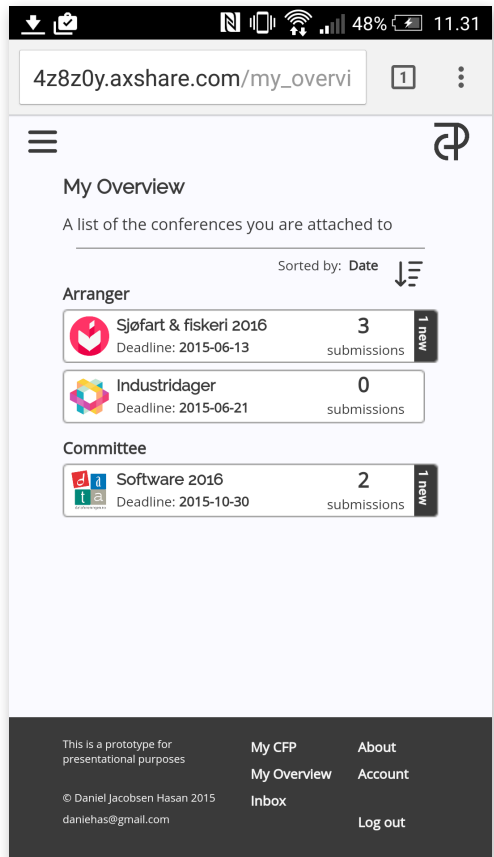 48% 11.31
4z8z0y.axshare.com/my_overvi 1
My Overview
A list of the conferences you are attached to
Sorted by: Date
Arranger
Sjøfart & fiskeri 2016
Deadline: 2015-06-13
3
submissions
1 new
Industridager
Deadline: 2015-06-21
0
submissions
Committee
data
Software 2016
Deadline: 2015-10-30
2
submissions
1 new
This is a prototype for
presentational purposes
© Daniel Jacobsen Hasan 2015
daniehas@gmail.com
My CFP
My Overview
Inbox
About
Account
Log out